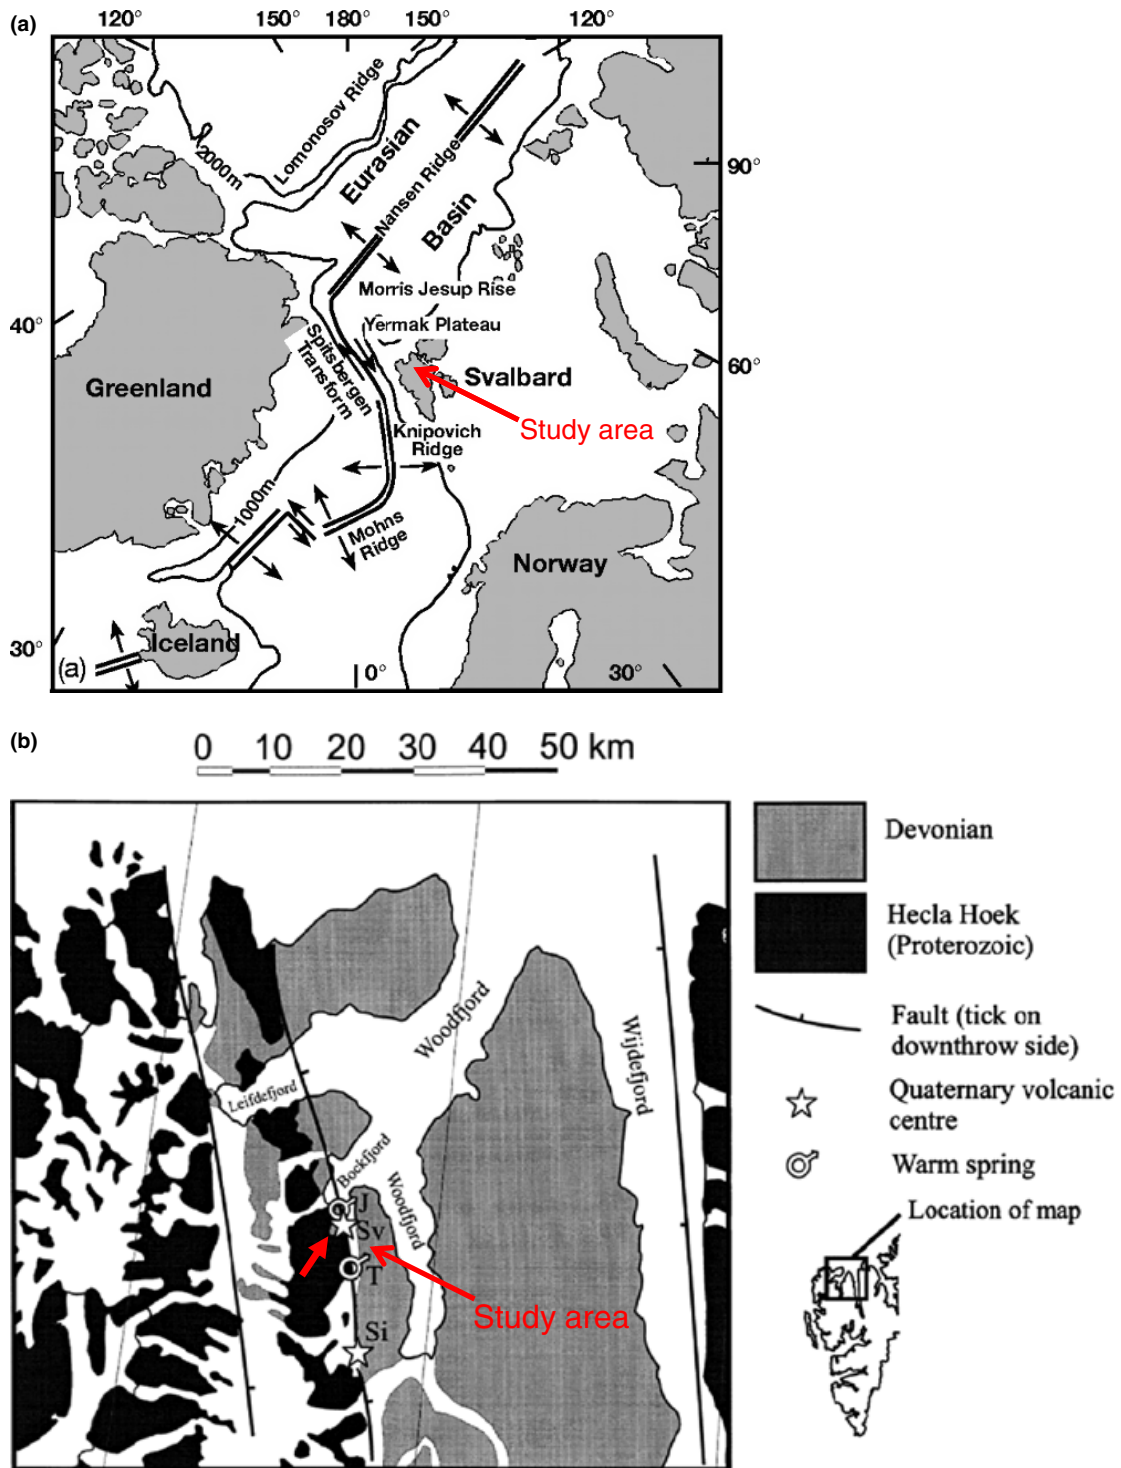 (a)
120° 150° 180° 150° 120°
Lomonosov Ridge
2000m
Eurasian
Nansen Ridge
Basin
90°
Morris Jesup Rise
40°
Yermak Plateau
Spitsbergen
Transform
60°
Greenland
Svalbard
Study area
Knipovich
Ridge
1000m
Mohns
Ridge
Norway
30°
Iceland
(a)
0°
30°
(b)
0 10 20 30 40 50 km
Devonian
Hecla Hoek
(Proterozoic)
Fault (tick on
downthrow side)
Quaternary volcanic
centre
Warm spring
Location of map
Woodfjord
Wijdefjord
Leifdefjord
Bockfjord
Woodfjord
J
Sv
T
Study area
Si